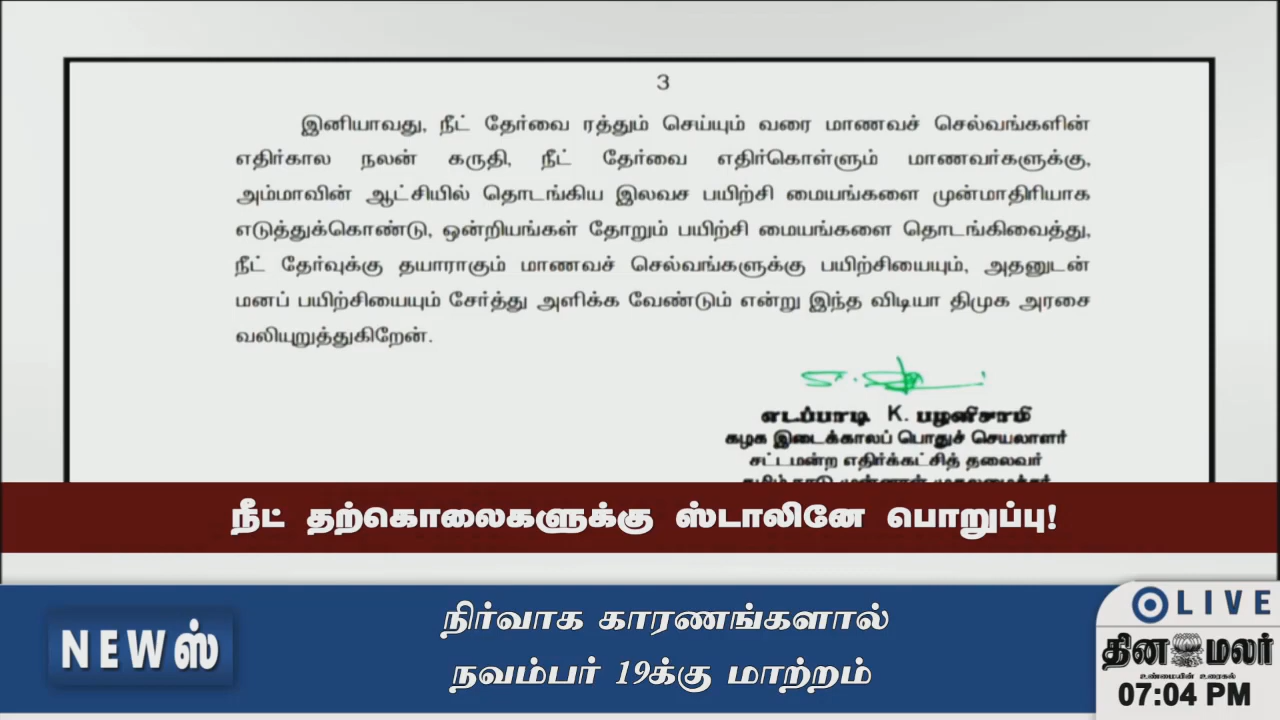 3
இனியாவது, நீட் தேர்வை ரத்தும் செய்யும் வரை மாணவச் செல்வங்களின்
எதிர்கால நலன் கருதி, நீட் தேர்வை எதிர்கொள்ளும் மாணவர்களுக்கு,
அம்மாவின் ஆட்சியில் தொடங்கிய இலவச பயிற்சி மையங்களை முன்மாதிரியாக
எடுத்துக்கொண்டு, ஒன்றியங்கள் தோறும் பயிற்சி மையங்களை தொடங்கிவைத்து,
நீட் தேர்வுக்கு தயாராகும் மாணவச் செல்வங்களுக்கு பயிற்சியையும், அதனுடன்
மனப் பயிற்சியையும் சேர்த்து அளிக்க வேண்டும் என்று இந்த விடியா திமுக அரசை
வலியுறுத்துகிறேன்.
எடப்பாடி K. பழனிசாமி
கழக இடைக்காலப் பொதுச் செயலாளர்
சட்டமன்ற எதிர்க்கட்சித் தலைவர்
நீட் தற்கொலைகளுக்கு ஸ்டாலினே பொறுப்பு!
நிர்வாக காரணங்களால்
நவம்பர் 19க்கு மாற்றம்
NEWஸ்
LIVE
தினமலர்
உண்மையின் உரைகல்
07:04 PM